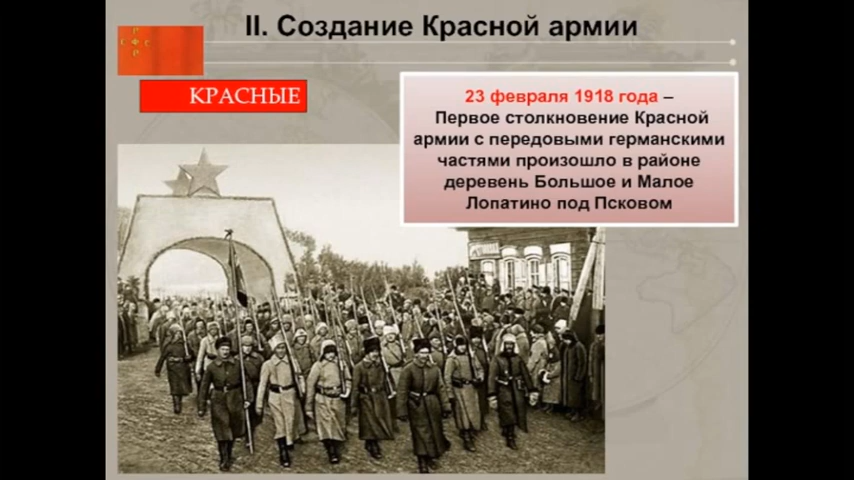 II. Создание Красной армии
Р
С Ф С
Р
КРАСНЫЕ
23 февраля 1918 года –
Первое столкновение Красной
армии с передовыми германскими
частями произошло в районе
деревень Большое и Малое
Лопатино под Псковом